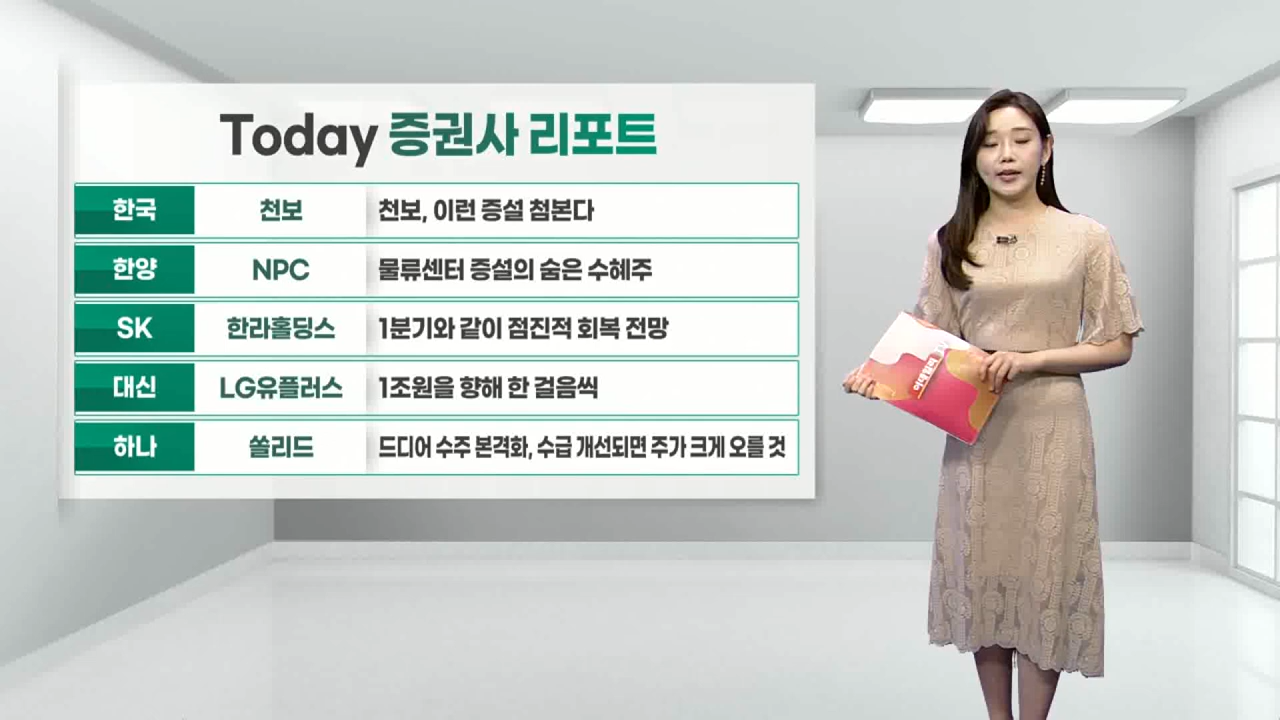 Today 증권사 리포트
한국 천보 천보, 이런 증설 첨본다
한양 NPC 물류센터 증설의 숨은 수혜주
SK 한라홀딩스 1분기와 같이 점진적 회복 전망
대신 LG유플러스 1조원을 향해 한 걸음씩
하나 쏠리드 드디어 수주 본격화, 수급 개선되면 주가 크게 오를 것
이데일리